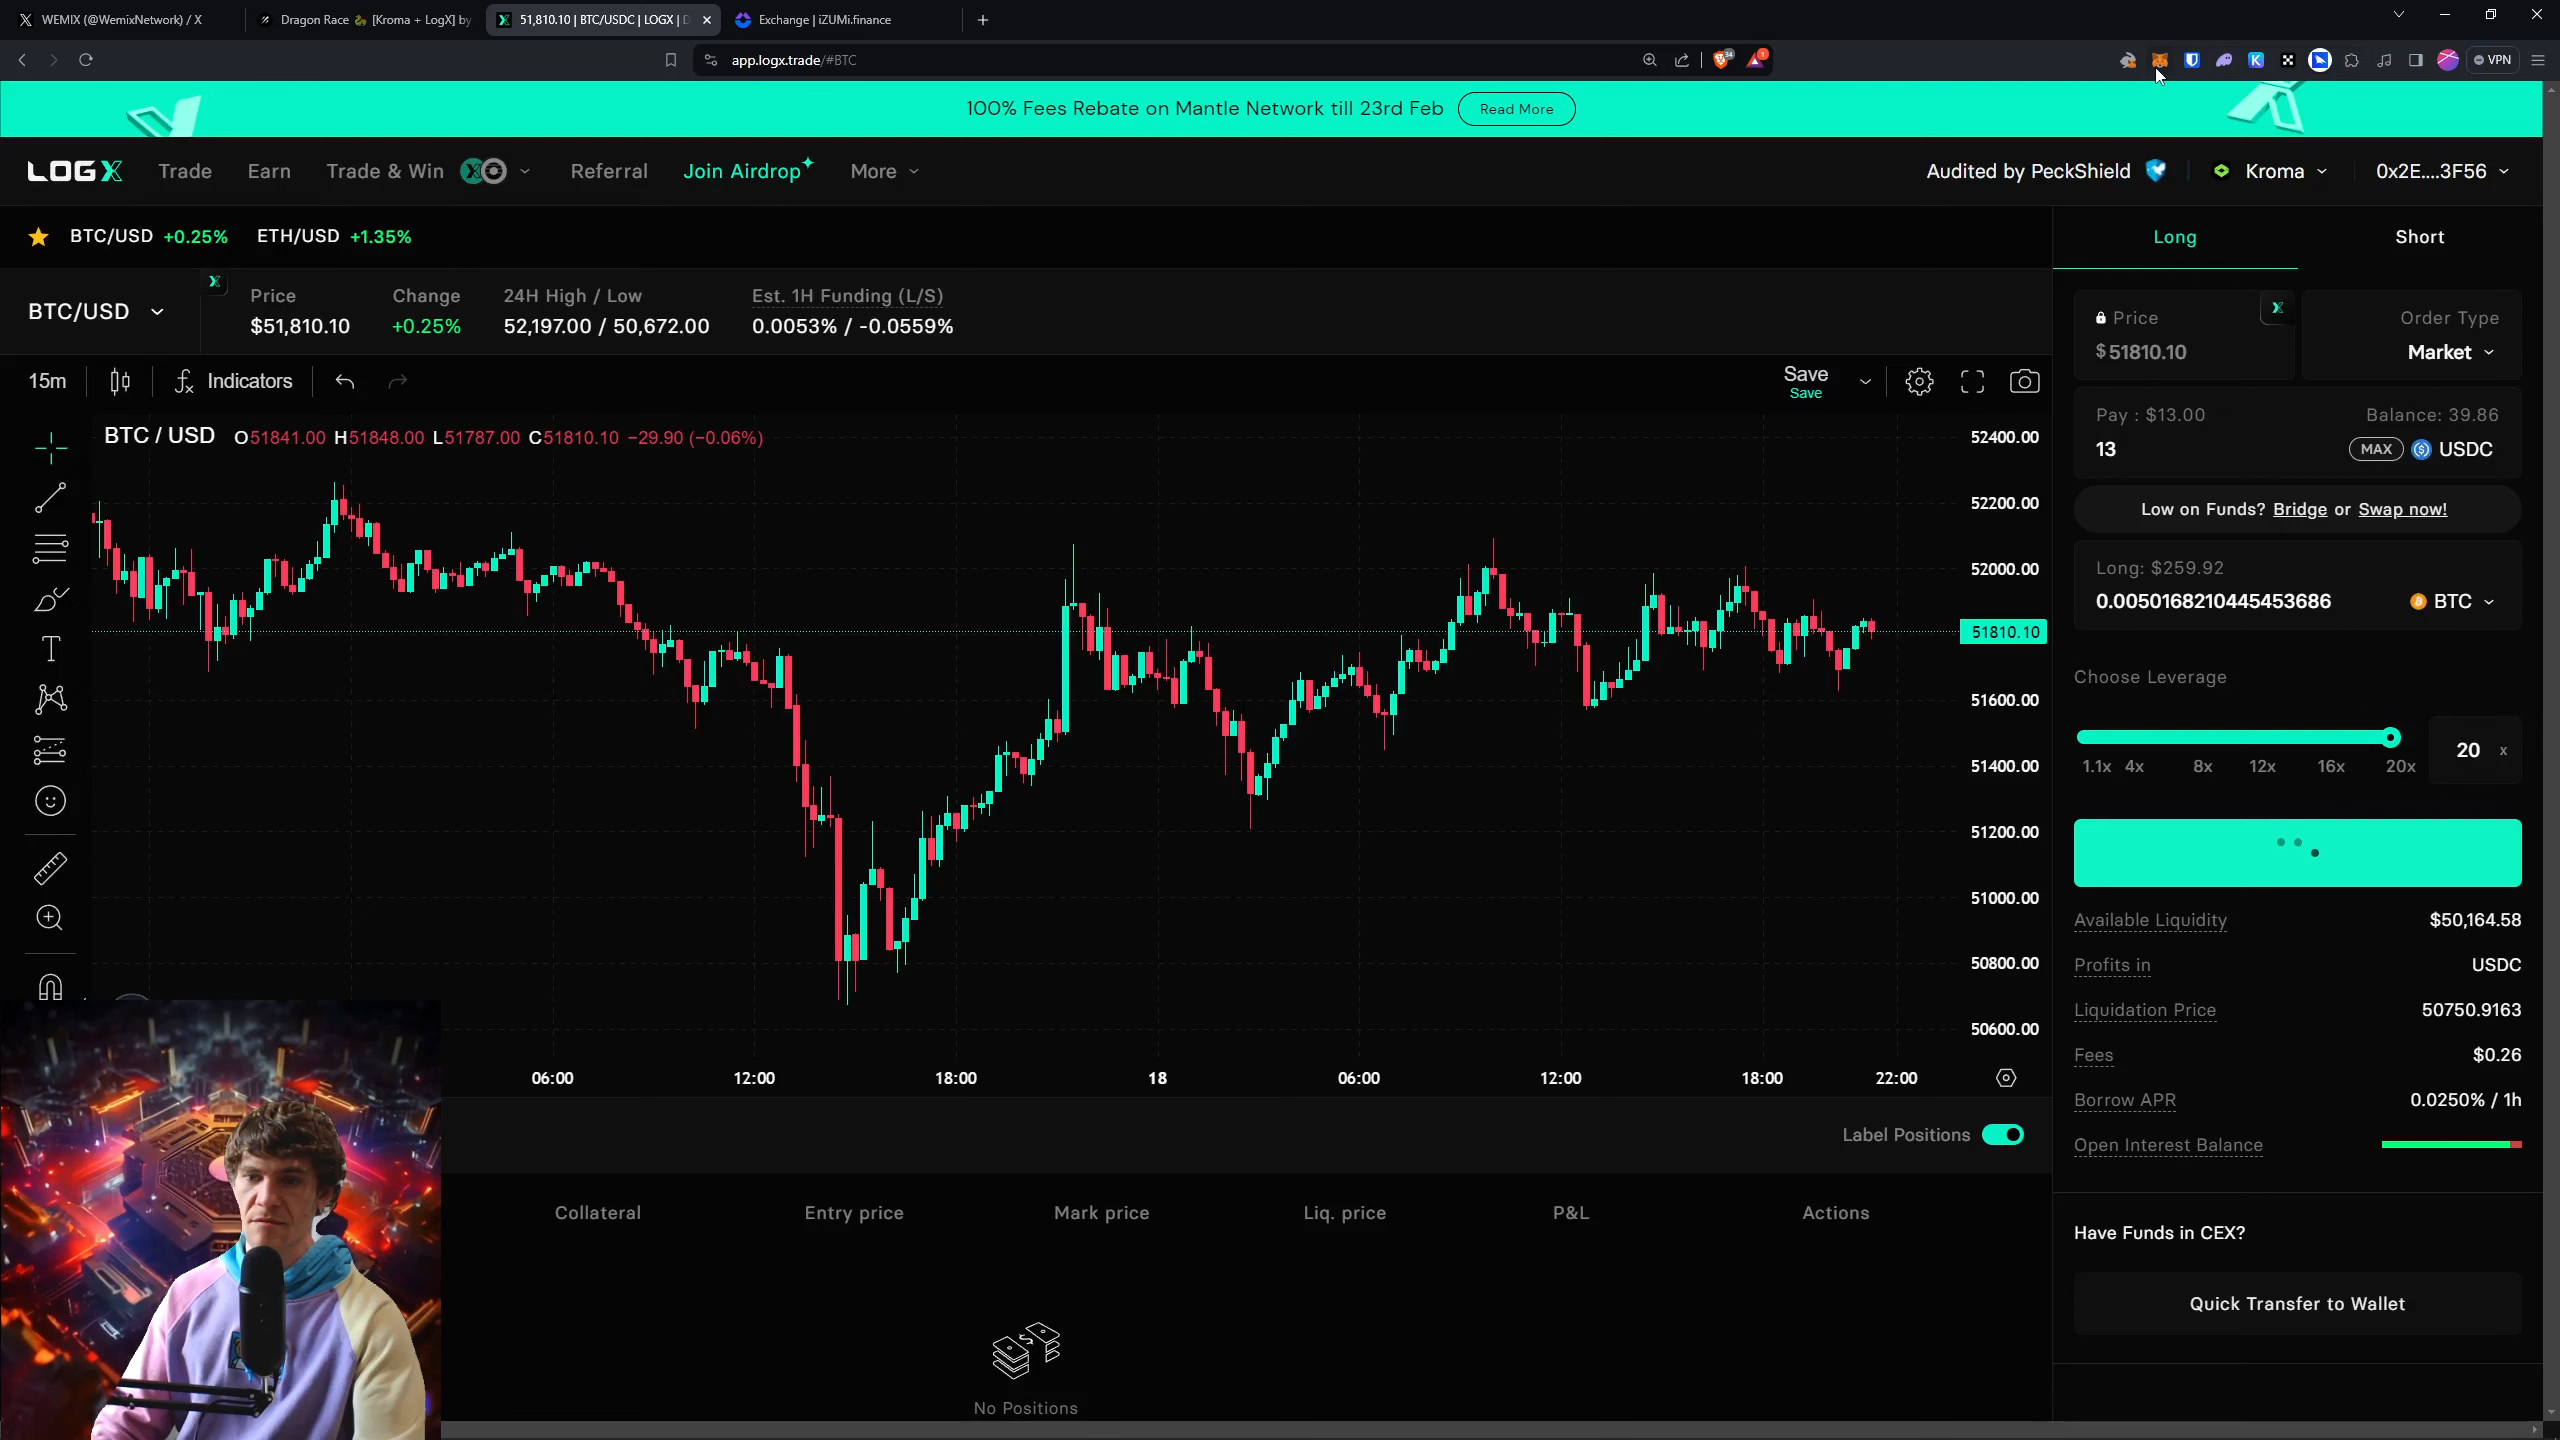 WEMIX (@WemixNetwork) / X
Dragon Race 🐉 [Kroma + LogX] by
51,810.10 | BTC/USDC | LOGX | D
Exchange | iZUMi.finance
app.logx.trade/#BTC
34
1
VPN
100% Fees Rebate on Mantle Network till 23rd Feb
Read More
LOGX
Trade
Earn
Trade & Win
Referral
Join Airdrop
More
Audited by PeckShield
Kroma
0x2E....3F56
BTC/USD +0.25%
ETH/USD +1.35%
Long
Short
BTC/USD
Price
$51,810.10
Change
+0.25%
24H High / Low
52,197.00 / 50,672.00
Est. 1H Funding (L/S)
0.0053% / -0.0559%
Price
$51810.10
Order Type
Market
15m
Indicators
Save
Save
Pay : $13.00
Balance: 39.86
13
MAX
USDC
BTC / USD O51841.00 H51848.00 L51787.00 C51810.10 −29.90 (−0.06%)
Low on Funds? Bridge or Swap now!
Long: $259.92
0.0050168210445453686
BTC
Choose Leverage
1.1x 4x 8x 12x 16x 20x
20 x
52400.00
52200.00
52000.00
51810.10
51600.00
51400.00
51200.00
51000.00
50800.00
50600.00
06:00 12:00 18:00 18 06:00 12:00 18:00 22:00
Available Liquidity
$50,164.58
Profits in
USDC
Liquidation Price
50750.9163
Fees
$0.26
Borrow APR
0.0250% / 1h
Open Interest Balance
Label Positions
Collateral
Entry price
Mark price
Liq. price
P&L
Actions
No Positions
Have Funds in CEX?
Quick Transfer to Wallet